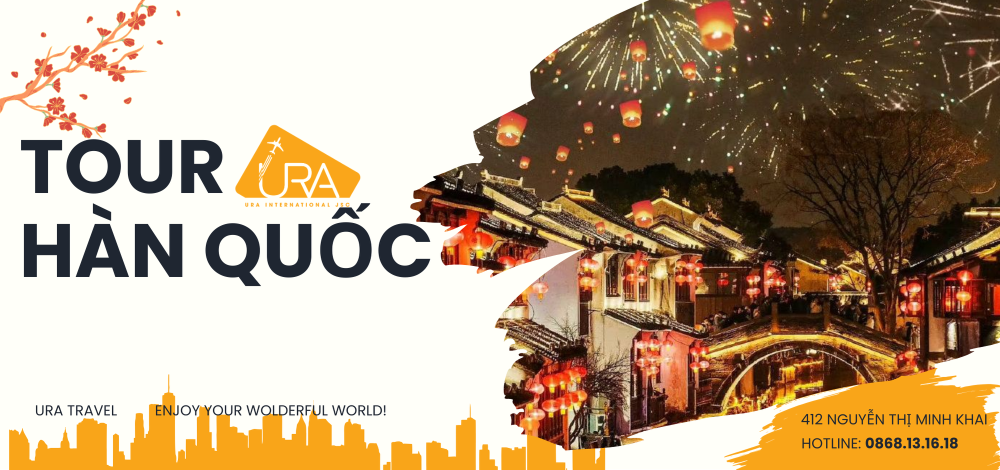 TOUR
URA
URA INTERNATIONAL JSC
HÀN QUỐC
URA TRAVEL
ENJOY YOUR WOLDERFUL WORLD!
412 NGUYỄN THỊ MINH KHAI
HOTLINE: 0868.13.16.18